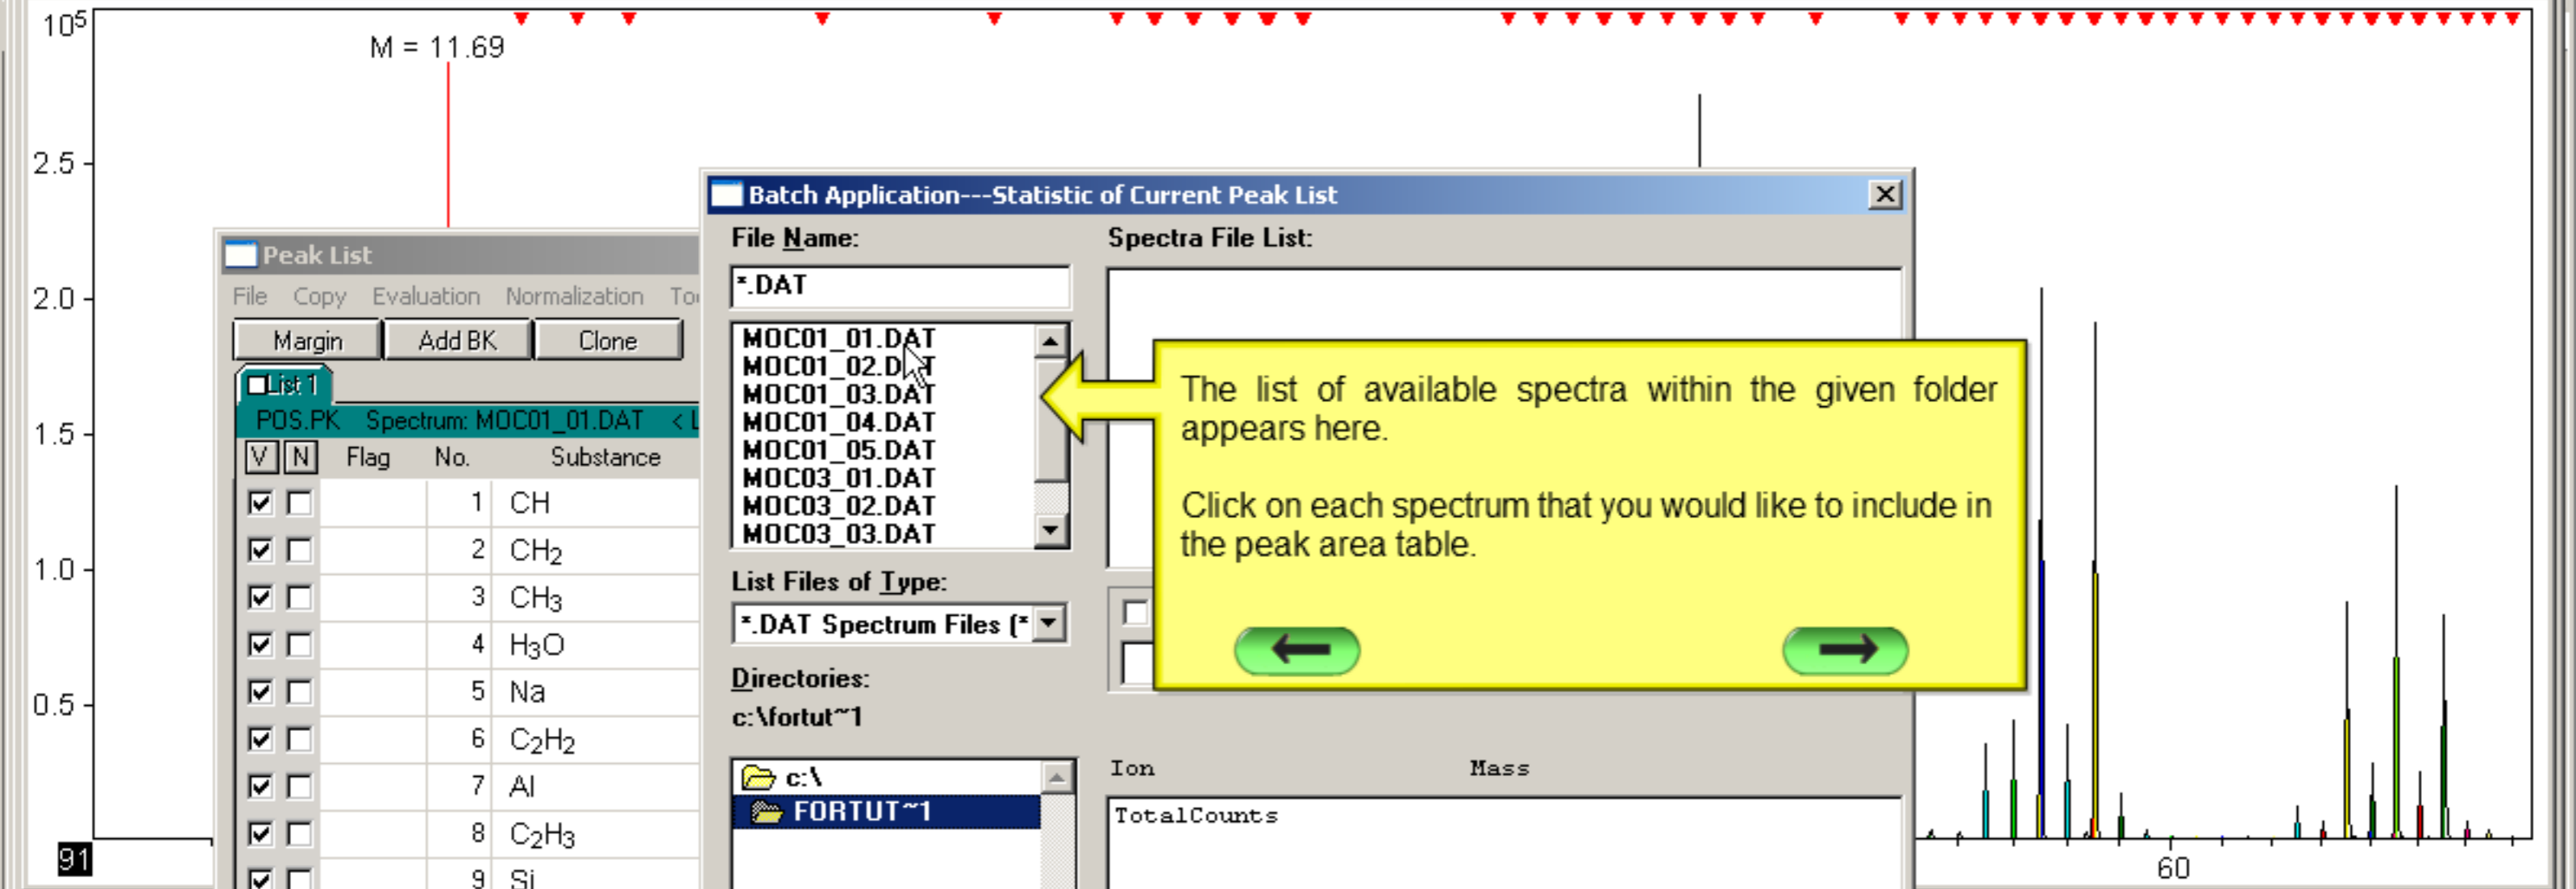 10⁵
M = 11.69
2.5
2.0
1.5
1.0
0.5
91
60
Peak List
File Copy Evaluation Normalization
Margin Add BK Clone
List 1
POS.PK Spectrum: MOC01_01.DAT <
V N Flag No. Substance
1 CH
2 CH₂
3 CH₃
4 H₃O
5 Na
6 C₂H₂
7 Al
8 C₂H₃
9 Si
Batch Application---Statistic of Current Peak List
File Name:
*.DAT
MOC01_01.DAT
MOC01_02.DAT
MOC01_03.DAT
MOC01_04.DAT
MOC01_05.DAT
MOC03_01.DAT
MOC03_02.DAT
MOC03_03.DAT
List Files of Type:
*.DAT Spectrum Files (*
Directories:
c:\fortut~1
c:\
FORTUT~1
Spectra File List:
The list of available spectra within the given folder
appears here.
Click on each spectrum that you would like to include in
the peak area table.
Ion Mass
TotalCounts